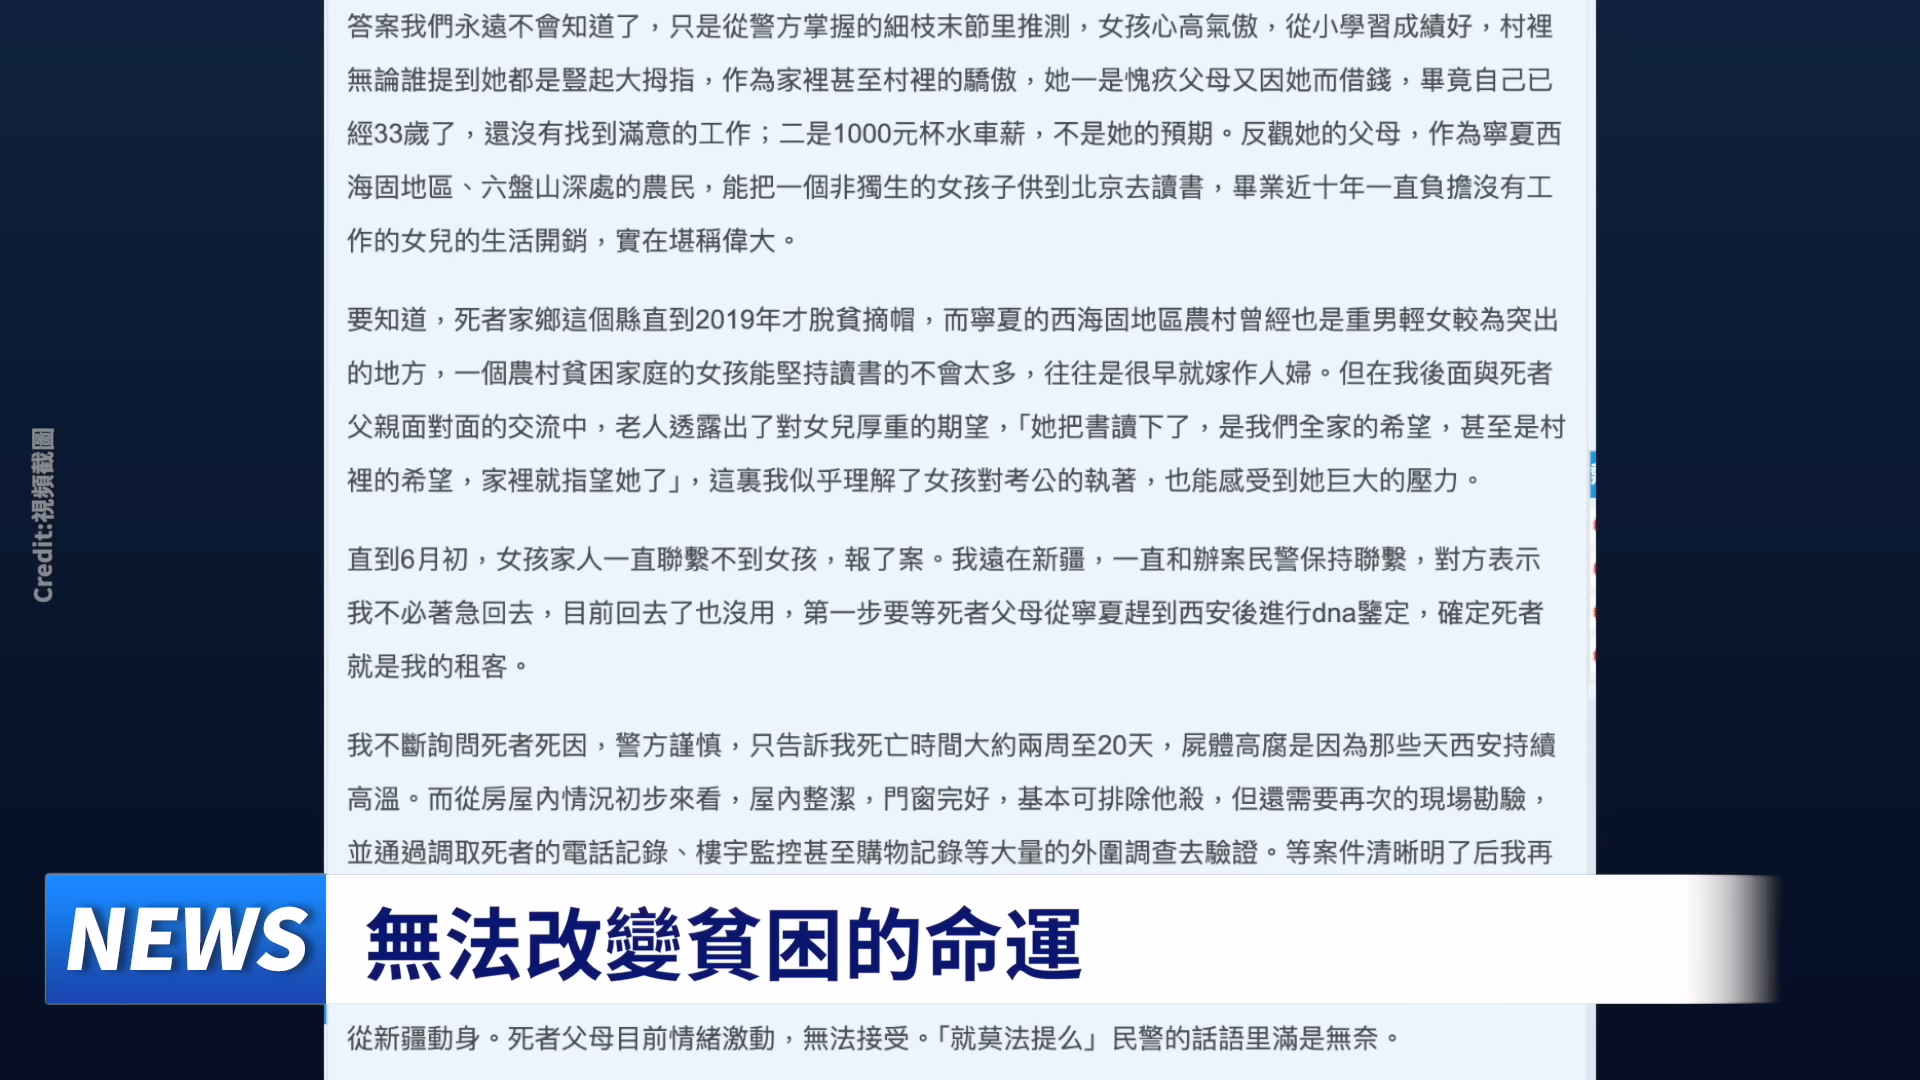 答案我們永遠不會知道了，只是從警方掌握的細枝末節里推測，女孩心高氣傲，從小學習成績好，村裡
無論誰提到她都是豎起大拇指，作為家裡甚至村裡的驕傲，她一是愧疚父母又因她而借錢，畢竟自己已
經33歲了，還沒有找到滿意的工作；二是1000元杯水車薪，不是她的預期。反觀她的父母，作為寧夏西
海固地區、六盤山深處的農民，能把一個非獨生的女孩子供到北京去讀書，畢業近十年一直負擔沒有工
作的女兒的生活開銷，實在堪稱偉大。
要知道，死者家鄉這個縣直到2019年才脫貧摘帽，而寧夏的西海固地區農村曾經也是重男輕女較為突出
的地方，一個農村貧困家庭的女孩能堅持讀書的不會太多，往往是很早就嫁作人婦。但在我後面與死者
父親面對面的交流中，老人透露出了對女兒厚重的期望，「她把書讀下了，是我們全家的希望，甚至是村
裡的希望，家裡就指望她了」，這裏我似乎理解了女孩對考公的執著，也能感受到她巨大的壓力。
直到6月初，女孩家人一直聯繫不到女孩，報了案。我遠在新疆，一直和辦案民警保持聯繫，對方表示
我不必著急回去，目前回去了也沒用，第一步要等死者父母從寧夏趕到西安後進行dna鑒定，確定死者
就是我的租客。
我不斷詢問死者死因，警方謹慎，只告訴我死亡時間大約兩周至20天，屍體高腐是因為那些天西安持續
高溫。而從房屋內情況初步來看，屋內整潔，門窗完好，基本可排除他殺，但還需要再次的現場勘驗，
並通過調取死者的電話記錄、樓宇監控甚至購物記錄等大量的外圍調查去驗證。等案件清晰明了后我再
從新疆動身。死者父母目前情緒激動，無法接受。「就莫法提么」民警的話語里滿是無奈。
Credit:視頻截圖
NEWS
無法改變貧困的命運